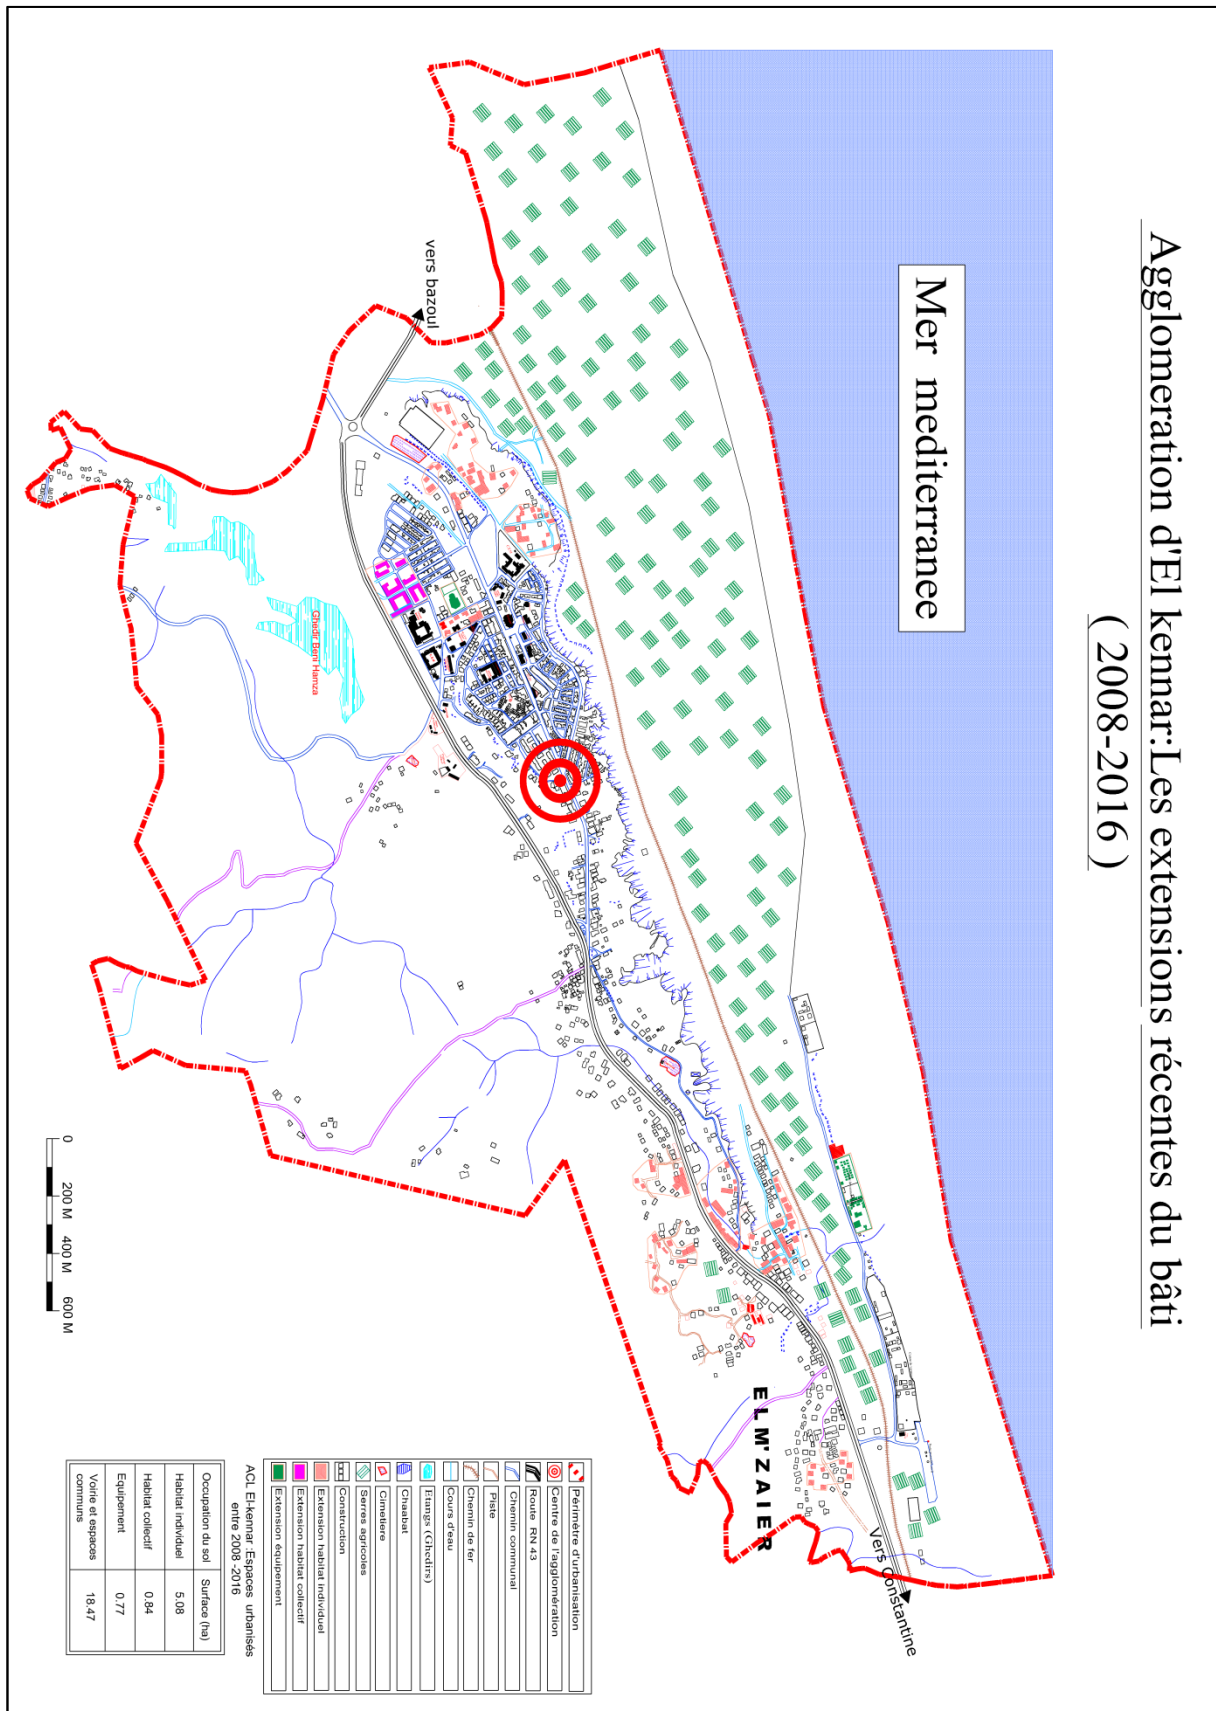 Agglomeration d'El kennar:Les extensions récentes du bâti
( 2008-2016 )
Mer mediterranee
vers bazoul
Ghedir Beni Hamza
ELM'ZAIER
Vers Constantine
0 200 M 400 M 600 M
Périmètre d'urbanisation
Centre de l'agglomération
Route RN 43
Chemin communal
Piste
Chemin de fer
Cours d'eau
Etangs (Ghedirs)
Chaabat
Cimetiere
Serres agricoles
Construction
Extension habitat individuel
Extension habitat collectif
Extension équipement
ACL El-kennar :Espaces urbanisés
entre 2008 -2016
Occupation du sol Surface (ha)
Habitat individuel 5.08
Habitat collectif 0.84
Equipement 0.77
Voirie et espaces
communs 18.47